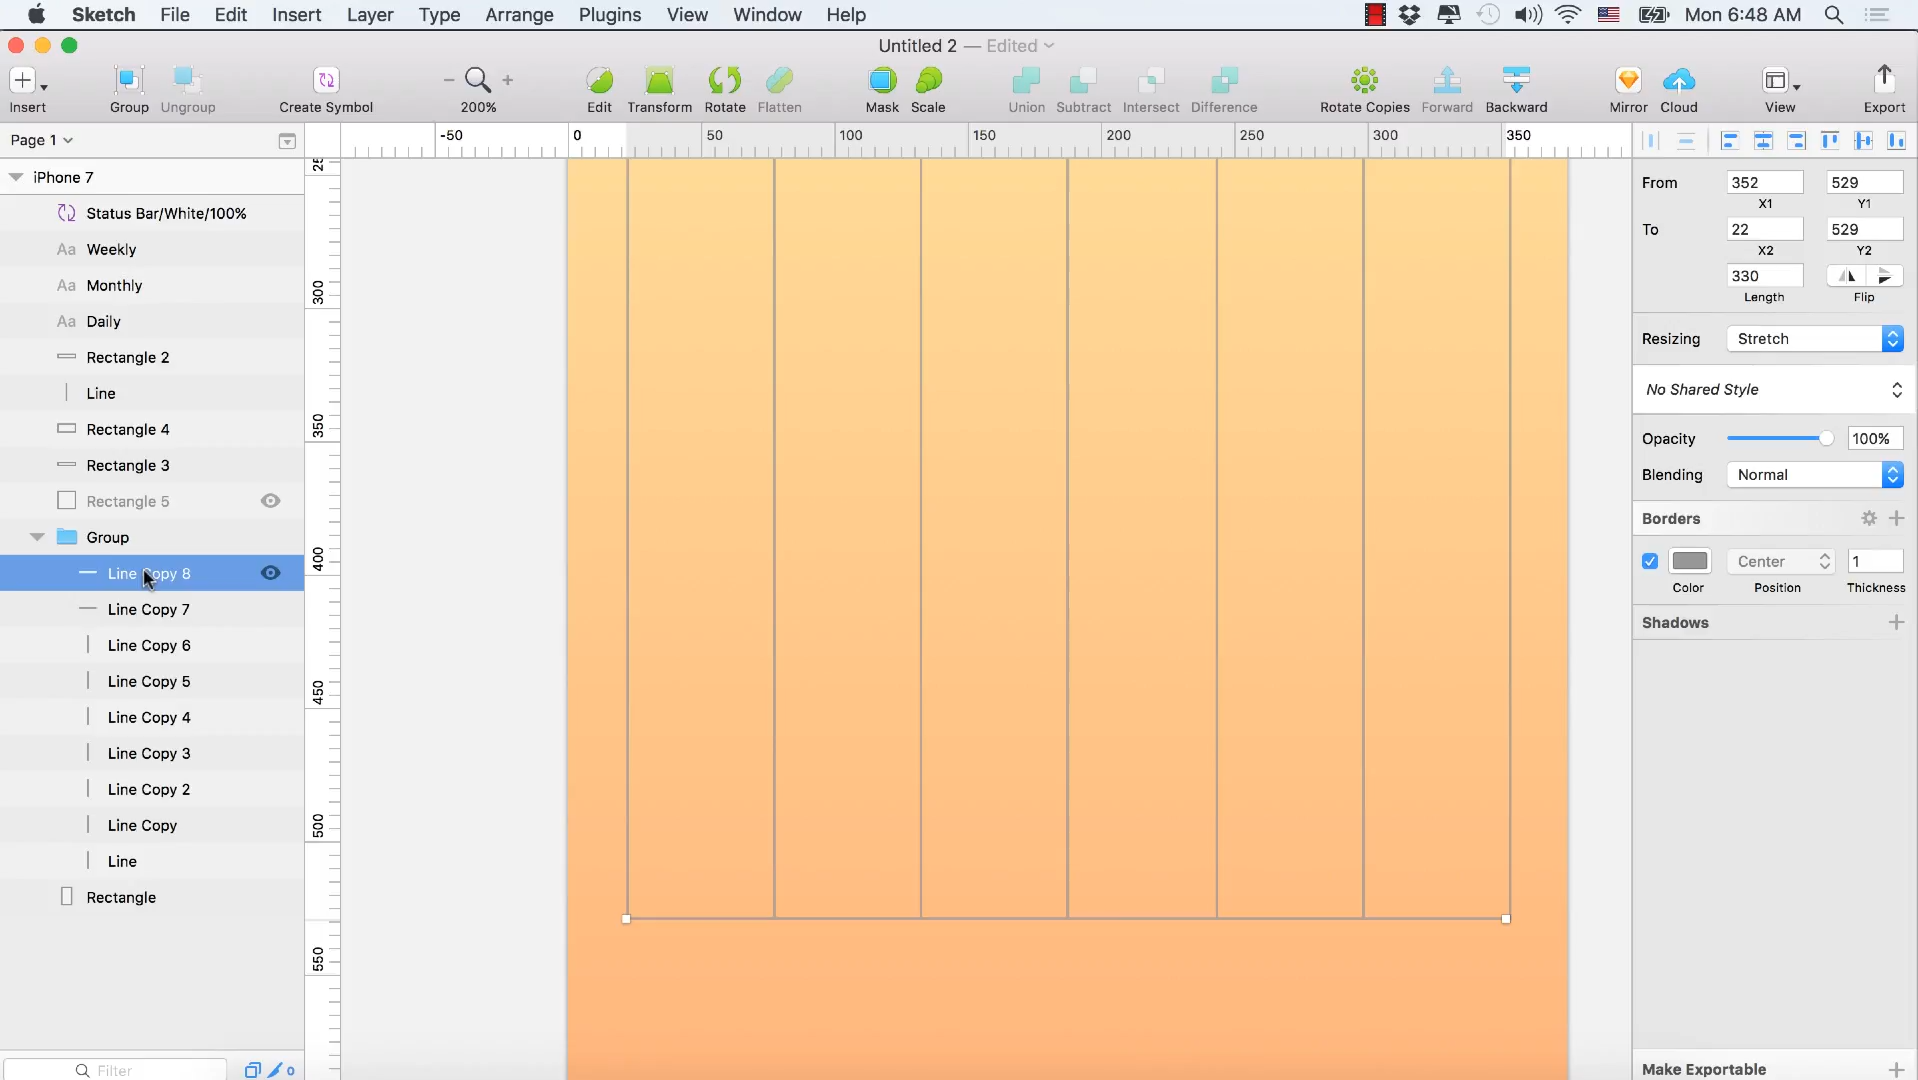 Sketch File Edit Insert Layer Type Arrange Plugins View Window Help Mon 6:48 AM
Untitled 2 — Edited
Insert Group Ungroup Create Symbol 200% Edit Transform Rotate Flatten Mask Scale Union Subtract Intersect Difference Rotate Copies Forward Backward Mirror Cloud View Export
Page 1
-50 0 50 100 150 200 250 300 350
iPhone 7
Status Bar/White/100%
Weekly
Monthly
Daily
Rectangle 2
Line
Rectangle 4
Rectangle 3
Rectangle 5
Group
Line Copy 8
Line Copy 7
Line Copy 6
Line Copy 5
Line Copy 4
Line Copy 3
Line Copy 2
Line Copy
Line
Rectangle
Filter
0
300
350
400
450
500
550
From 352 529
X1 Y1
To 22 529
X2 Y2
330
Length Flip
Resizing Stretch
No Shared Style
Opacity 100%
Blending Normal
Borders
Center 1
Color Position Thickness
Shadows
Make Exportable